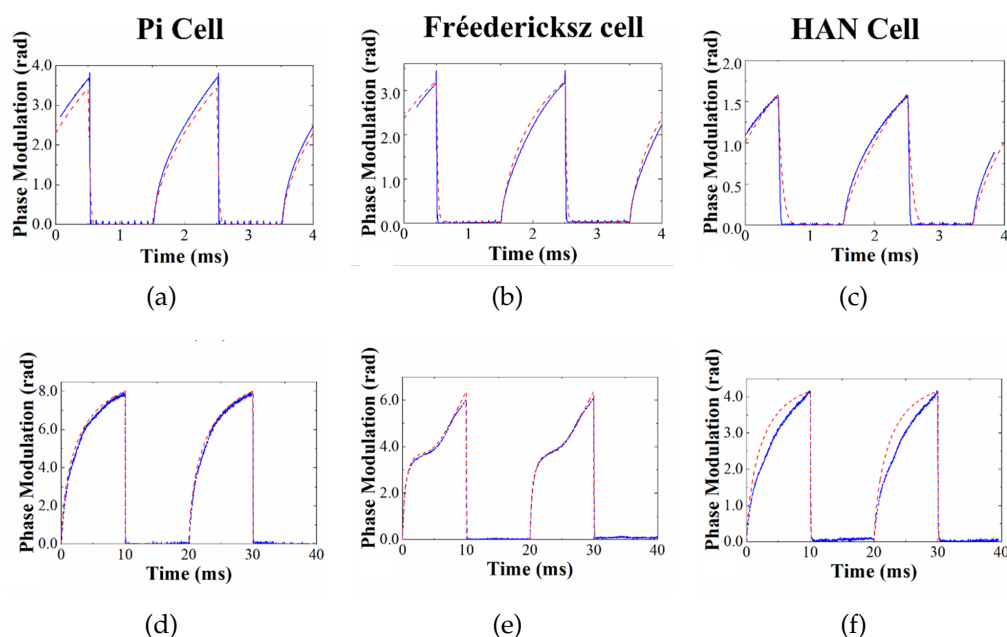 Pi Cell
Fréedericksz cell
HAN Cell
Phase Modulation (rad)
4.0
3.0
2.0
1.0
0.0
0 1 2 3 4
Time (ms)
(a)
Phase Modulation (rad)
4.0
3.0
2.0
1.0
0.0
0 1 2 3 4
Time (ms)
(b)
Phase Modulation (rad)
2.0
1.5
1.0
0.5
0.0
0 1 2 3 4
Time (ms)
(c)
Phase Modulation (rad)
8.0
6.0
4.0
2.0
0.0
0 10 20 30 40
Time (ms)
(d)
Phase Modulation (rad)
6.0
4.0
2.0
0.0
0 10 20 30 40
Time (ms)
(e)
Phase Modulation (rad)
4.0
3.0
2.0
1.0
0.0
0 10 20 30 40
Time (ms)
(f)